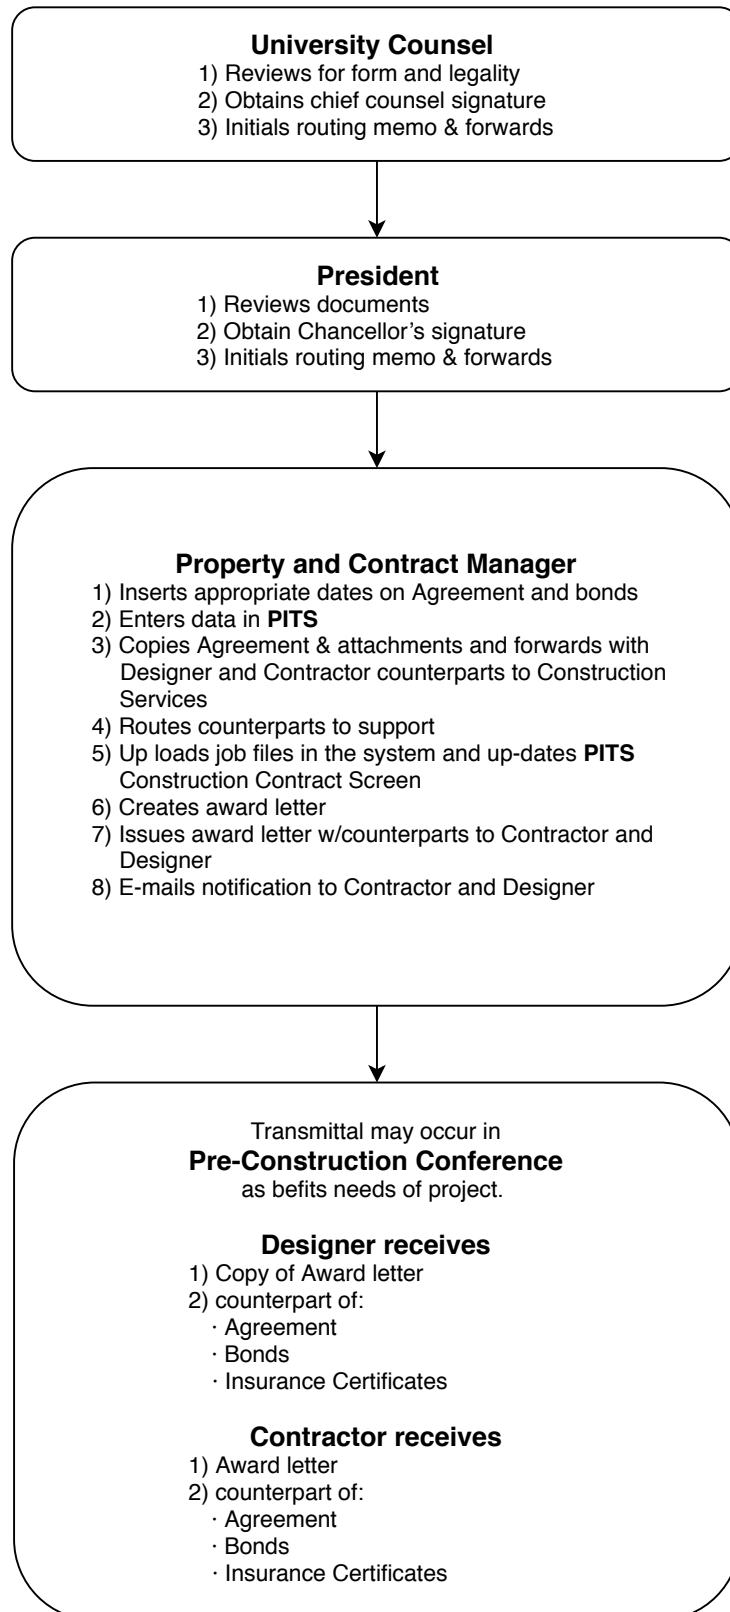 University Counsel
1) Reviews for form and legality
2) Obtains chief counsel signature
3) Initials routing memo & forwards
President
1) Reviews documents
2) Obtain Chancellor’s signature
3) Initials routing memo & forwards
Property and Contract Manager
1) Inserts appropriate dates on Agreement and bonds
2) Enters data in PITS
3) Copies Agreement & attachments and forwards with
Designer and Contractor counterparts to Construction
Services
4) Routes counterparts to support
5) Up loads job files in the system and up-dates PITS
Construction Contract Screen
6) Creates award letter
7) Issues award letter w/counterparts to Contractor and
Designer
8) E-mails notification to Contractor and Designer
Transmittal may occur in
Pre-Construction Conference
as befits needs of project.
Designer receives
1) Copy of Award letter
2) counterpart of:
· Agreement
· Bonds
· Insurance Certificates
Contractor receives
1) Award letter
2) counterpart of:
· Agreement
· Bonds
· Insurance Certificates